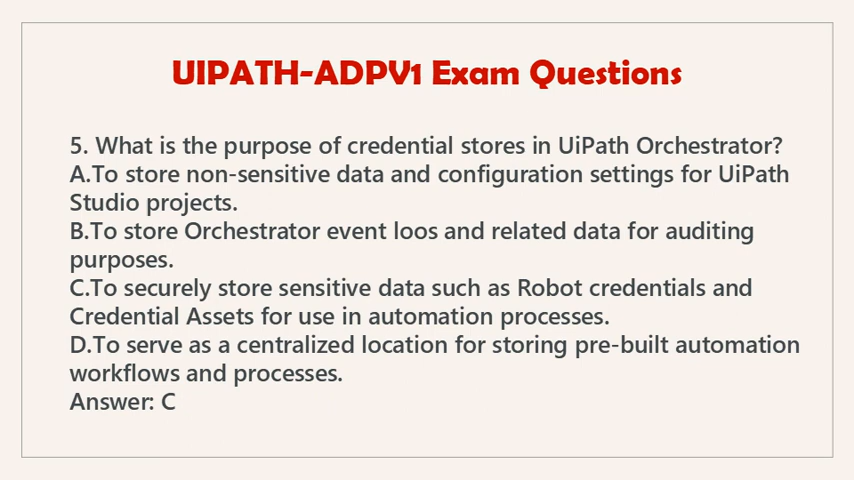 UIPATH-ADPV1 Exam Questions
5. What is the purpose of credential stores in UiPath Orchestrator?
A.To store non-sensitive data and configuration settings for UiPath
Studio projects.
B.To store Orchestrator event loos and related data for auditing
purposes.
C.To securely store sensitive data such as Robot credentials and
Credential Assets for use in automation processes.
D.To serve as a centralized location for storing pre-built automation
workflows and processes.
Answer: C